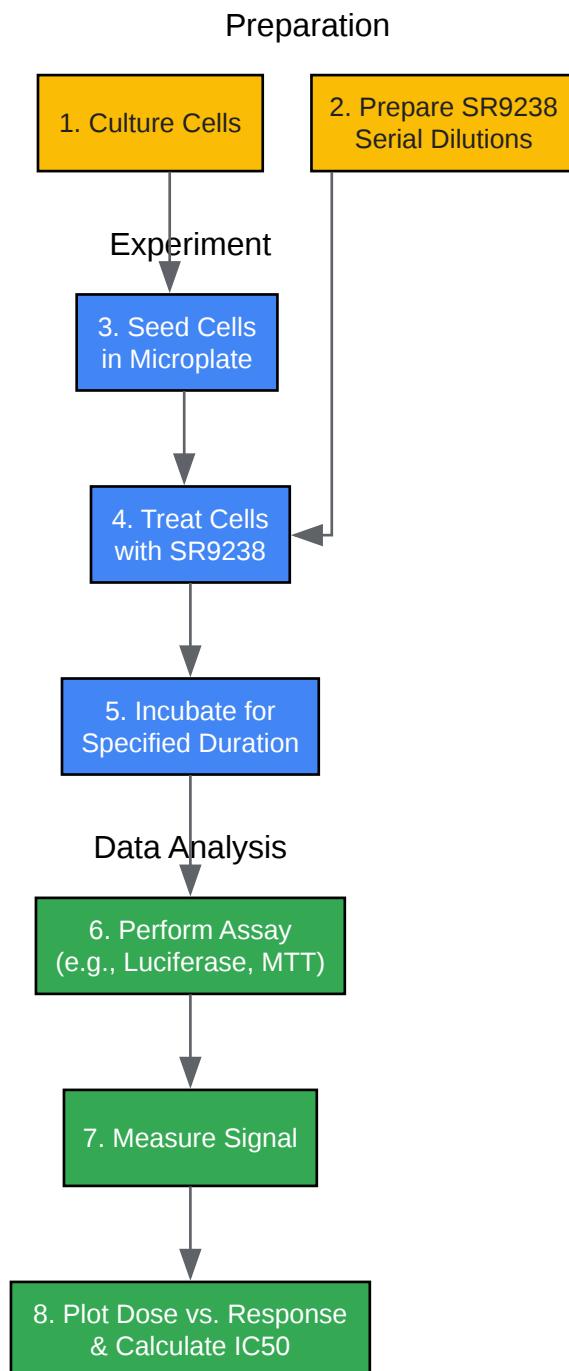 Preparation
1. Culture Cells
2. Prepare SR9238
Serial Dilutions
Experiment
3. Seed Cells
in Microplate
4. Treat Cells
with SR9238
5. Incubate for
Specified Duration
Data Analysis
6. Perform Assay
(e.g., Luciferase, MTT)
7. Measure Signal
8. Plot Dose vs. Response
& Calculate IC50